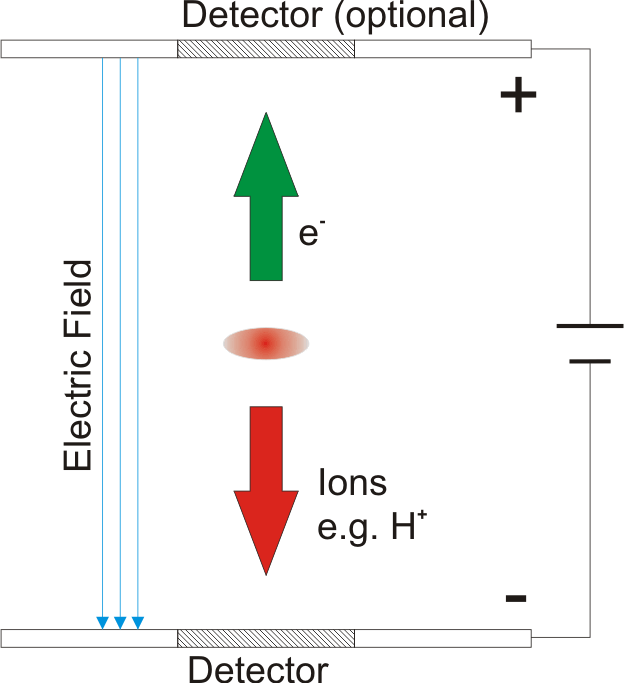 Detector (optional)
+
e⁻
Electric Field
Ions
e.g. H⁺
-
Detector